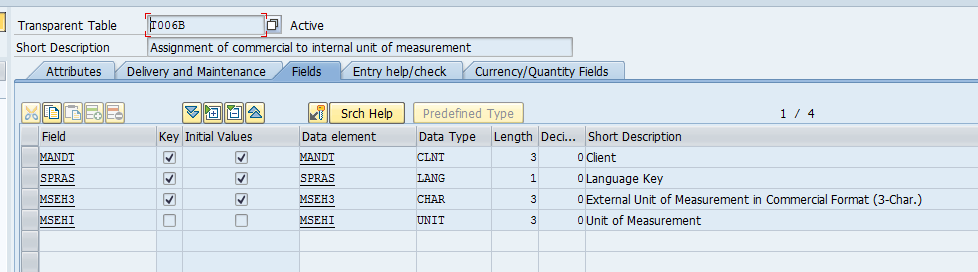 Transparent Table T006B Active
Short Description Assignment of commercial to internal unit of measurement
Attributes Delivery and Maintenance Fields Entry help/check Currency/Quantity Fields
Srch Help Predefined Type 1 / 4
Field Key Initial Values Data element Data Type Length Deci... Short Description
MANDT MANDT CLNT 3 0 Client
SPRAS SPRAS LANG 1 0 Language Key
MSEH3 MSEH3 CHAR 3 0 External Unit of Measurement in Commercial Format (3-Char.)
MSEHI MSEHI UNIT 3 0 Unit of Measurement